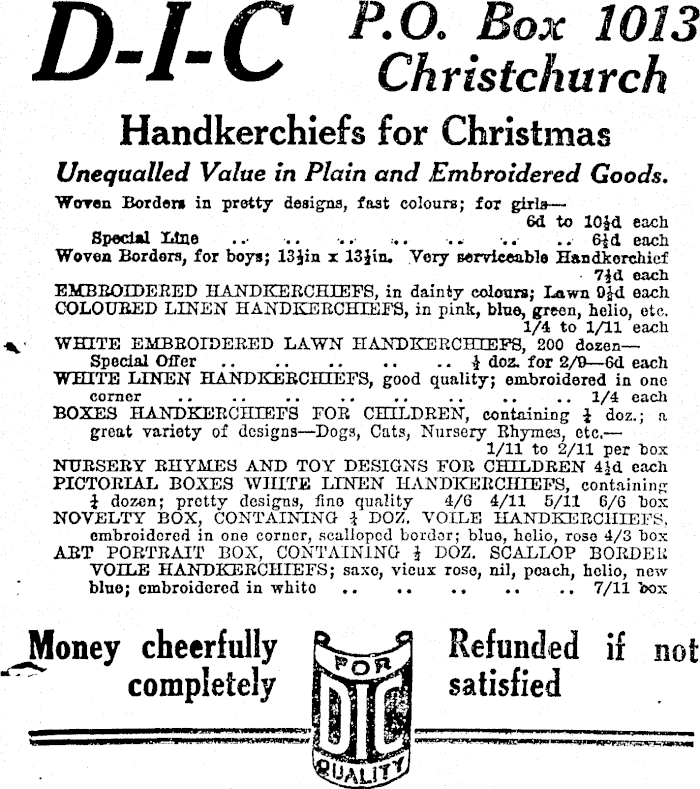 D-I-C
P.O. Box 1013
Christchurch
Handkerchiefs for Christmas
Unequalled Value in Plain and Embroidered Goods.
Woven Borders in pretty designs, fast colours; for girls—
6d to 10½d each
Special Line .. .. .. .. .. .. .. 6½d each
Woven Borders, for boys; 13½in x 13½in. Very serviceable Handkerchief
7½d each
EMBROIDERED HANDKERCHIEFS, in dainty colours; Lawn 9½d each
COLOURED LINEN HANDKERCHIEFS, in pink, blue, green, helio, etc.
1/4 to 1/11 each
WHITE EMBROIDERED LAWN HANDKERCHIEFS, 200 dozen—
Special Offer .. .. .. .. .. ½ doz. for 2/9—6d each
WHITE LINEN HANDKERCHIEFS, good quality; embroidered in one
corner .. .. .. .. .. .. .. .. 1/4 each
BOXES HANDKERCHIEFS FOR CHILDREN, containing doz.; a
great variety of designs—Dogs, Cats, Nursery Rhymes, etc.—
1/11 to 2/11 per box
NURSERY RHYMES AND TOY DESIGNS FOR CHILDREN 4½d each
PICTORIAL BOXES WHITE LINEN HANDKERCHIEFS, containing
dozen; pretty designs, fine quality 4/6 4/11 5/11 6/6 box
NOVELTY BOX, CONTAINING DOZ. VOILE HANDKERCHIEFS,
embroidered in one corner, scalloped border; blue, helio, rose 4/3 box
ART PORTRAIT BOX, CONTAINING ½ DOZ. SCALLOP BORDER
VOILE HANDKERCHIEFS; saxe, vieux rose, nil, peach, helio, new
blue; embroidered in white .. .. .. .. .. 7/11 box
Money cheerfully
completely
Refunded if not
satisfied
FOR
DIC
QUALITY